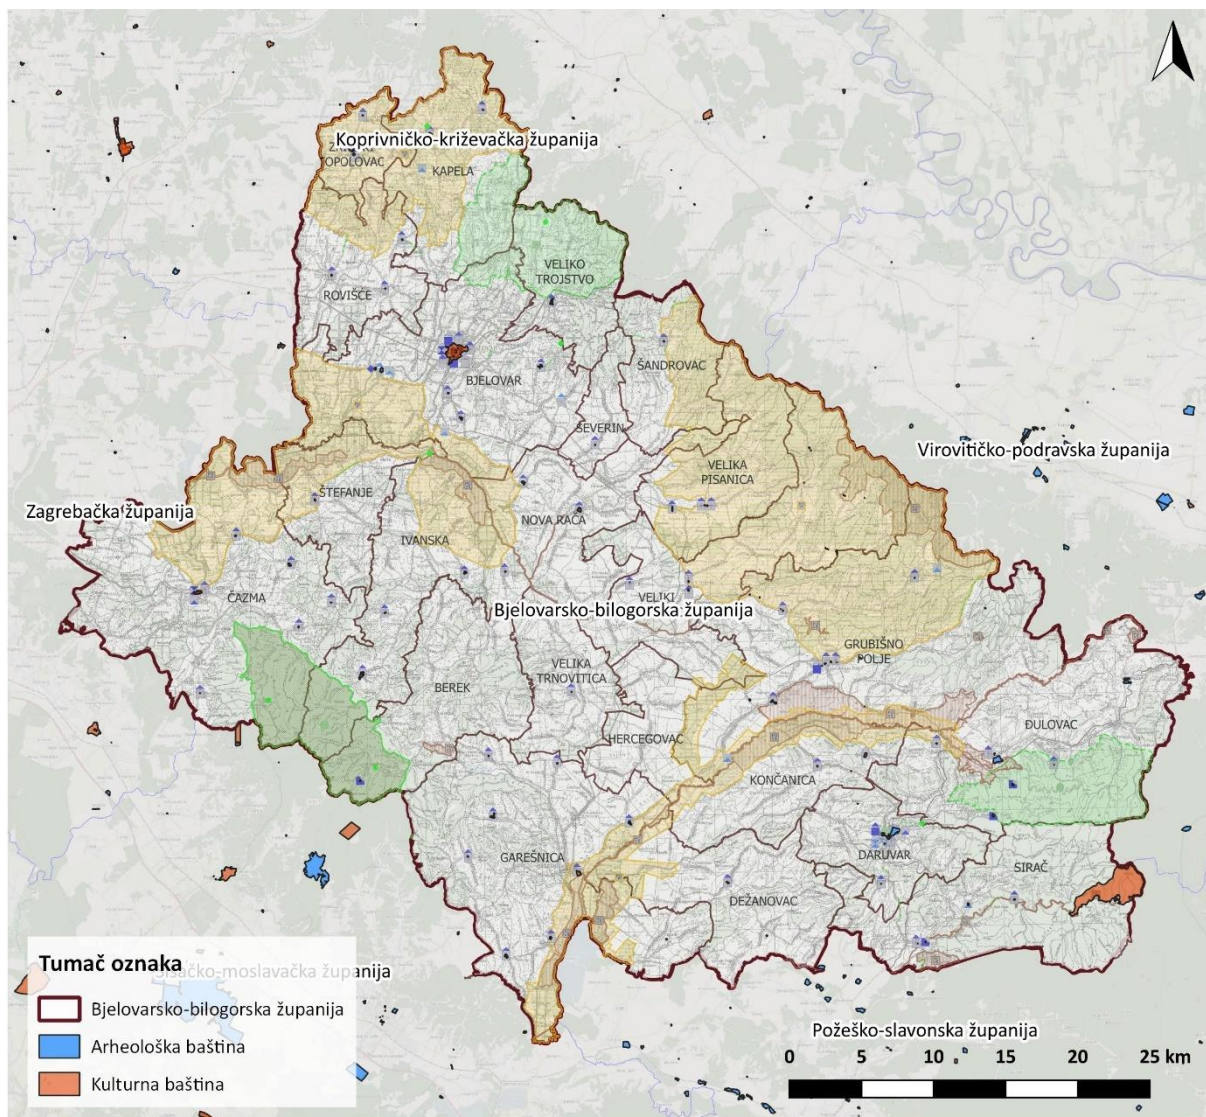 Koprivničko-križevačka županija
TOPOLOVAC
KAPELA
VELIKO
TROJSTVO
ROVIŠĆE
ŠANDROVAC
BJELOVAR
SEVERIN
Virovitičko-podravska županija
VELIKA
PISANICA
ŠTEFANJE
Zagrebačka županija
NOVA RAČA
IVANSKA
ČAZMA
VELIKI
Bjelovarsko-bilogorska županija
GRUBIŠNO
POLJE
VELIKA
TRNOVITICA
BEREK
ĐULOVAC
HERCEGOVAC
KONČANICA
GAREŠNICA
DARUVAR
SIRAČ
DEŽANOVAC
Tumač oznaka
Sisačko-moslavačka županija
Bjelovarsko-bilogorska županija
Arheološka baština
Kulturna baština
Požeško-slavonska županija
0 5 10 15 20 25 km